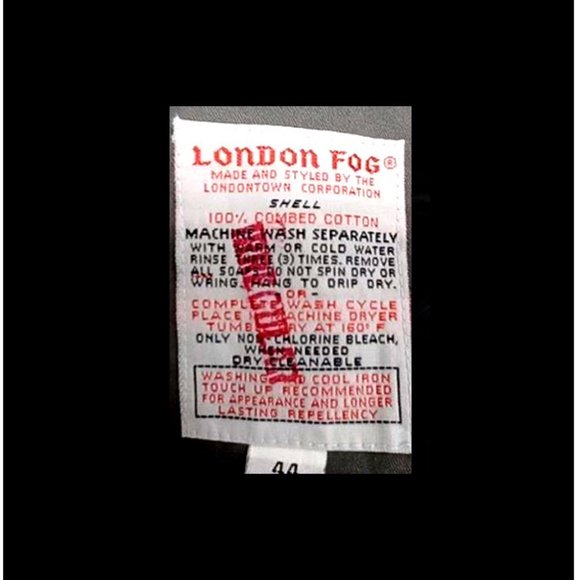 LONDON FOG®
MADE AND STYLED BY THE
LONDONTOWN CORPORATION
SHELL
100% COMBED COTTON
MACHINE WASH SEPARATELY
WITH WARM OR COLD WATER
RINSE THREE (3) TIMES. REMOVE
ALL SOAPS. DO NOT SPIN DRY OR
WRING. HANG TO DRIP DRY.
- OR -
COMPLETE WASH CYCLE
PLACE IN MACHINE DRYER
TUMBLE DRY AT 160° F
ONLY NON-CHLORINE BLEACH,
WHEN NEEDED
DRY CLEANABLE
WASHING AND COOL IRON
TOUCH UP RECOMMENDED
FOR APPEARANCE AND LONGER
LASTING REPELLENCY
44